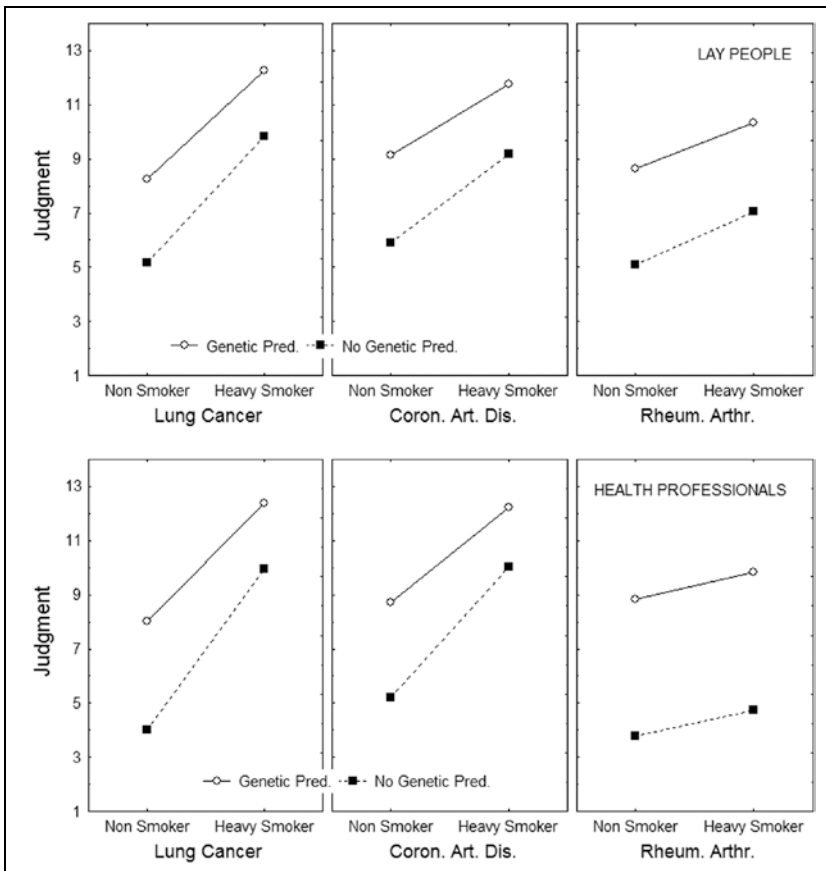 LAY PEOPLE
Judgment
13
11
9
7
5
3
1
Genetic Pred. No Genetic Pred.
Non Smoker Heavy Smoker Non Smoker Heavy Smoker Non Smoker Heavy Smoker
Lung Cancer Coron. Art. Dis. Rheum. Arthr.
HEALTH PROFESSIONALS
Judgment
13
11
9
7
5
3
1
Genetic Pred. No Genetic Pred.
Non Smoker Heavy Smoker Non Smoker Heavy Smoker Non Smoker Heavy Smoker
Lung Cancer Coron. Art. Dis. Rheum. Arthr.